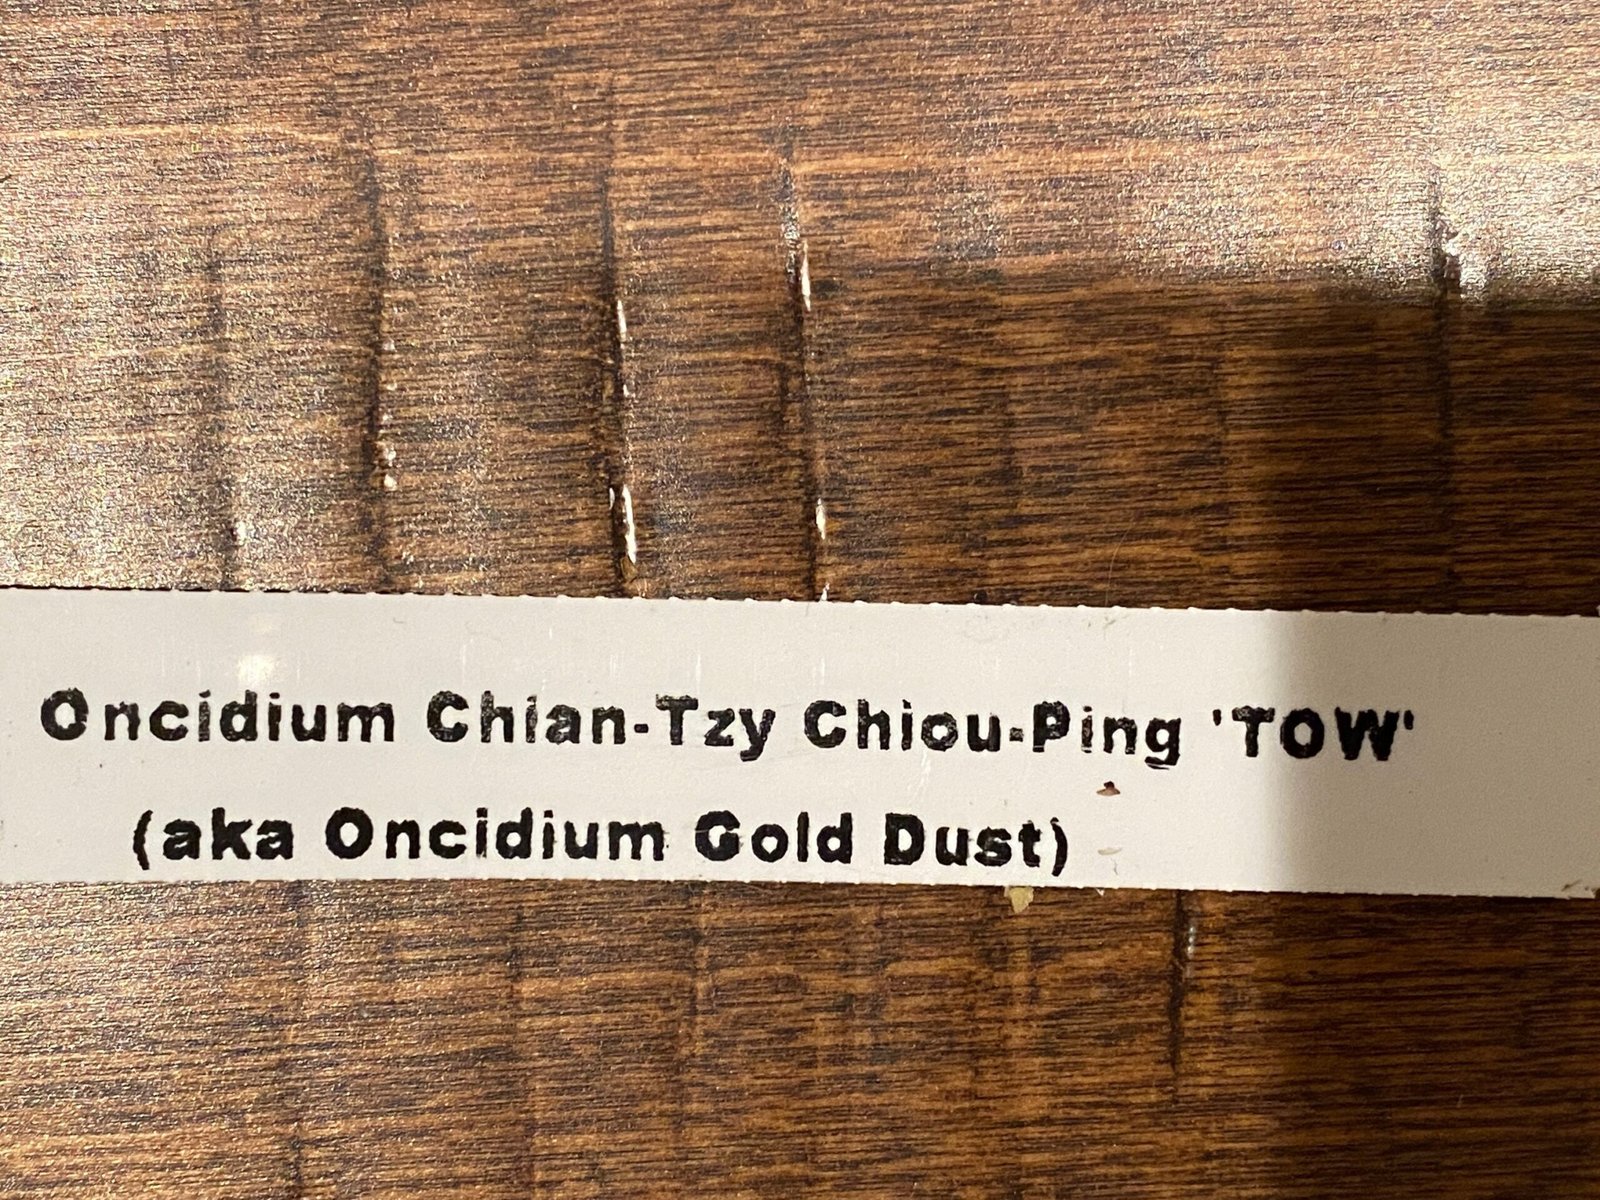 Oncidium Chian-Tzy Chiou-Ping 'TOW'
(aka Oncidium Gold Dust)